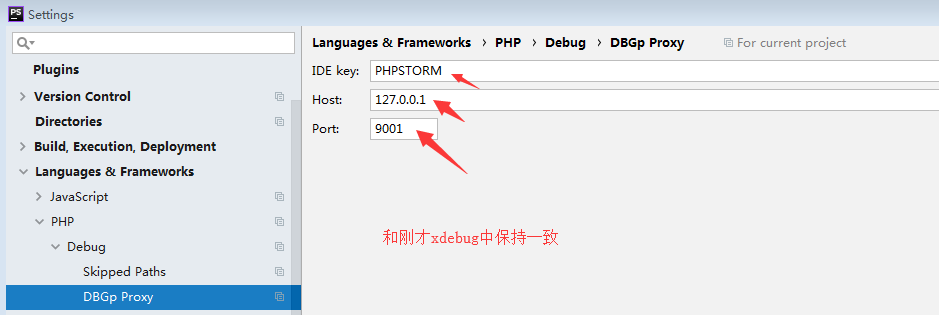 PS Settings
Languages & Frameworks › PHP › Debug › DBGp Proxy For current project
IDE key: PHPSTORM
Host: 127.0.0.1
Port: 9001
Plugins
Version Control
Directories
Build, Execution, Deployment
Languages & Frameworks
JavaScript
PHP
Debug
Skipped Paths
DBGp Proxy
和刚才xdebug中保持一致